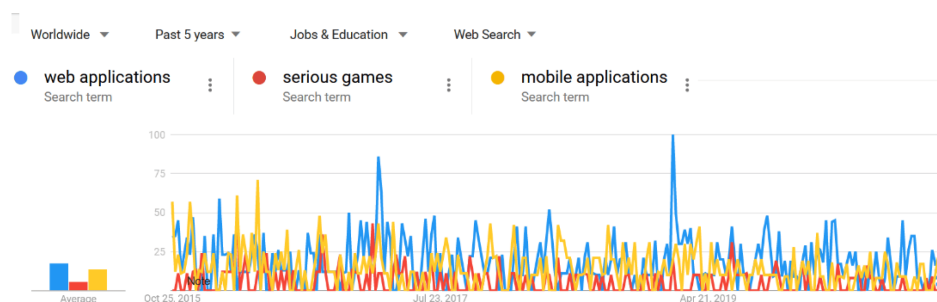 Worldwide Past 5 years Jobs & Education Web Search
web applications serious games mobile applications
Search term Search term Search term
100
75
50
25
Note
Average Oct 25, 2015 Jul 23, 2017 Apr 21, 2019